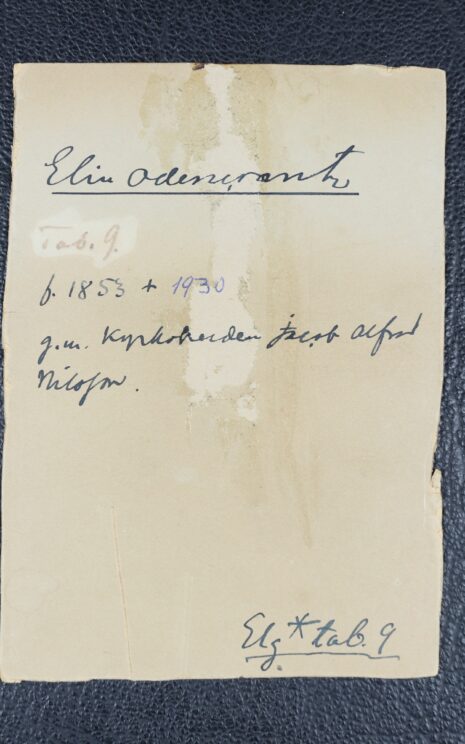 Elin Odencrantz
Tab. 9.
f. 1853 + 1930
g.m. Kyrkoherden Jacob Alfred
Nilsson.
Elg* tab. 9